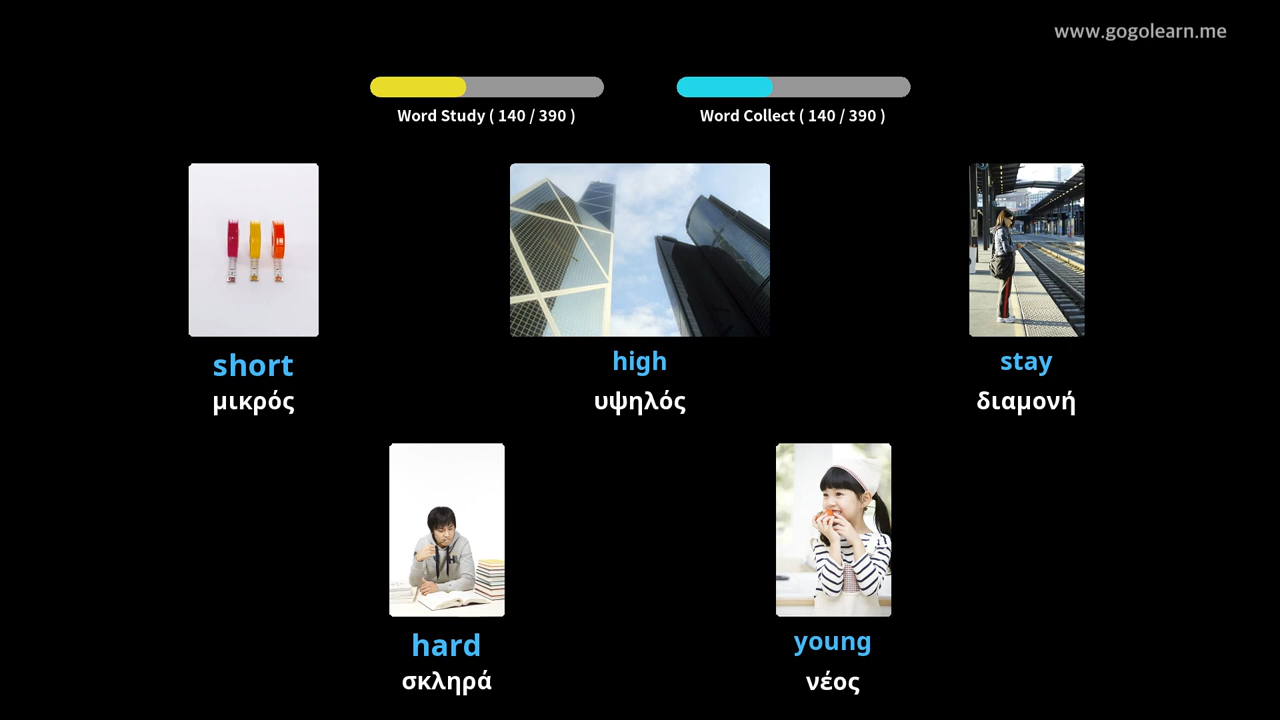 www.gogolearn.me
Word Study ( 140 / 390 )
Word Collect ( 140 / 390 )
short
μικρός
high
υψηλός
stay
διαμονή
hard
σκληρά
young
νέος